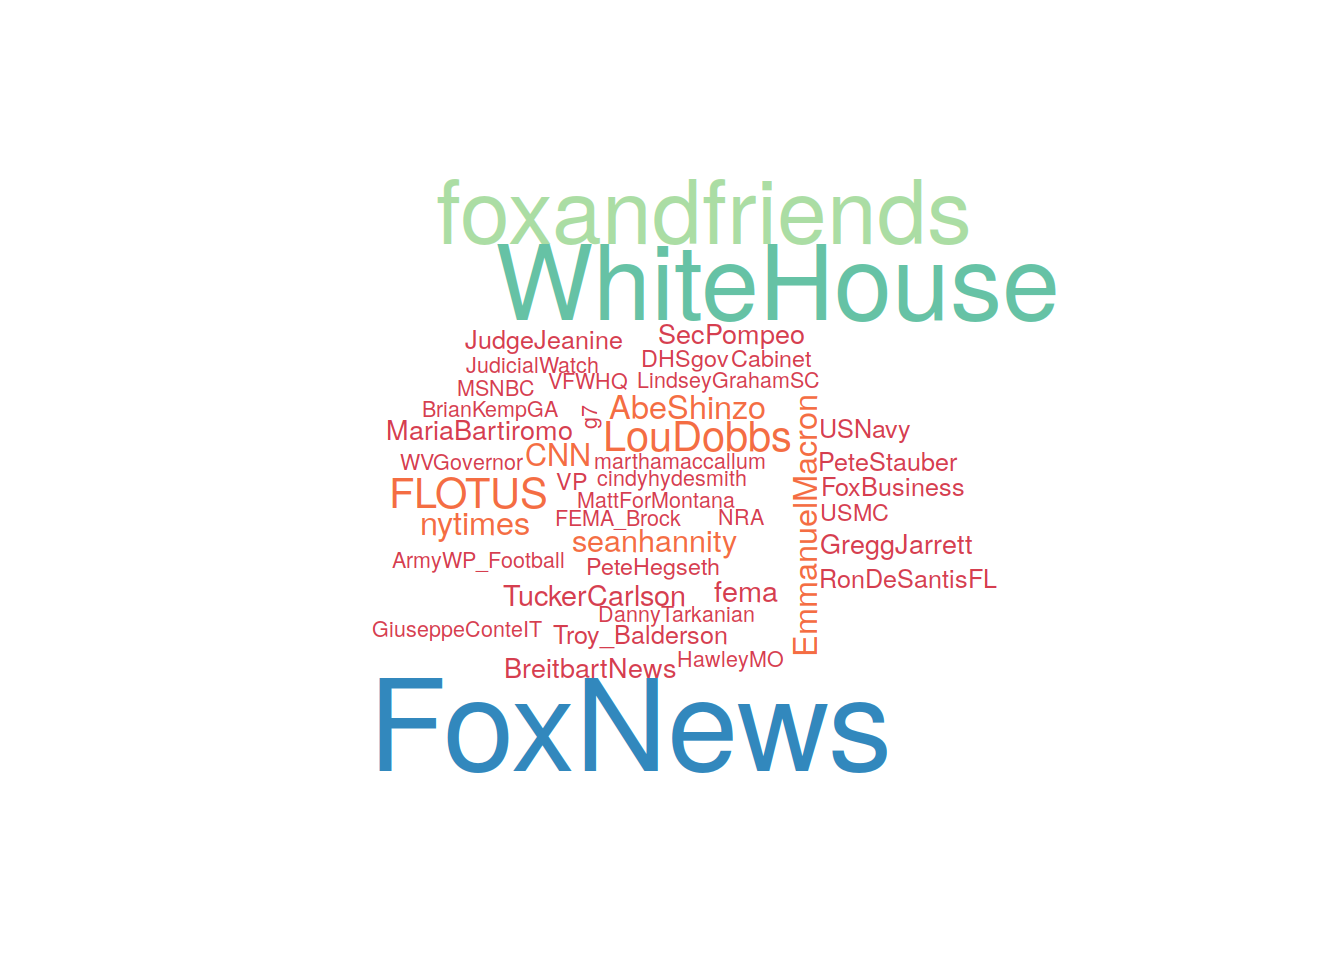 foxandfriends
WhiteHouse
JudgeJeanine
SecPompeo
JudicialWatch
DHSgov
Cabinet
MSNBC
VFWHQ
LindseyGrahamSC
BrianKempGA
g7
AbeShinzo
EmmanuelMacron
MariaBartiromo
LouDobbs
USNavy
WVGovernor
CNN
marthamaccallum
PeteStauber
FLOTUS
VP
cindyhydesmith
FoxBusiness
MattForMontana
nytimes
FEMA_Brock
NRA
USMC
seanhannity
GreggJarrett
ArmyWP_Football
PeteHegseth
RonDeSantisFL
TuckerCarlson
fema
DannyTarkanian
GiuseppeConteIT
Troy_Balderson
BreitbartNews
HawleyMO
FoxNews